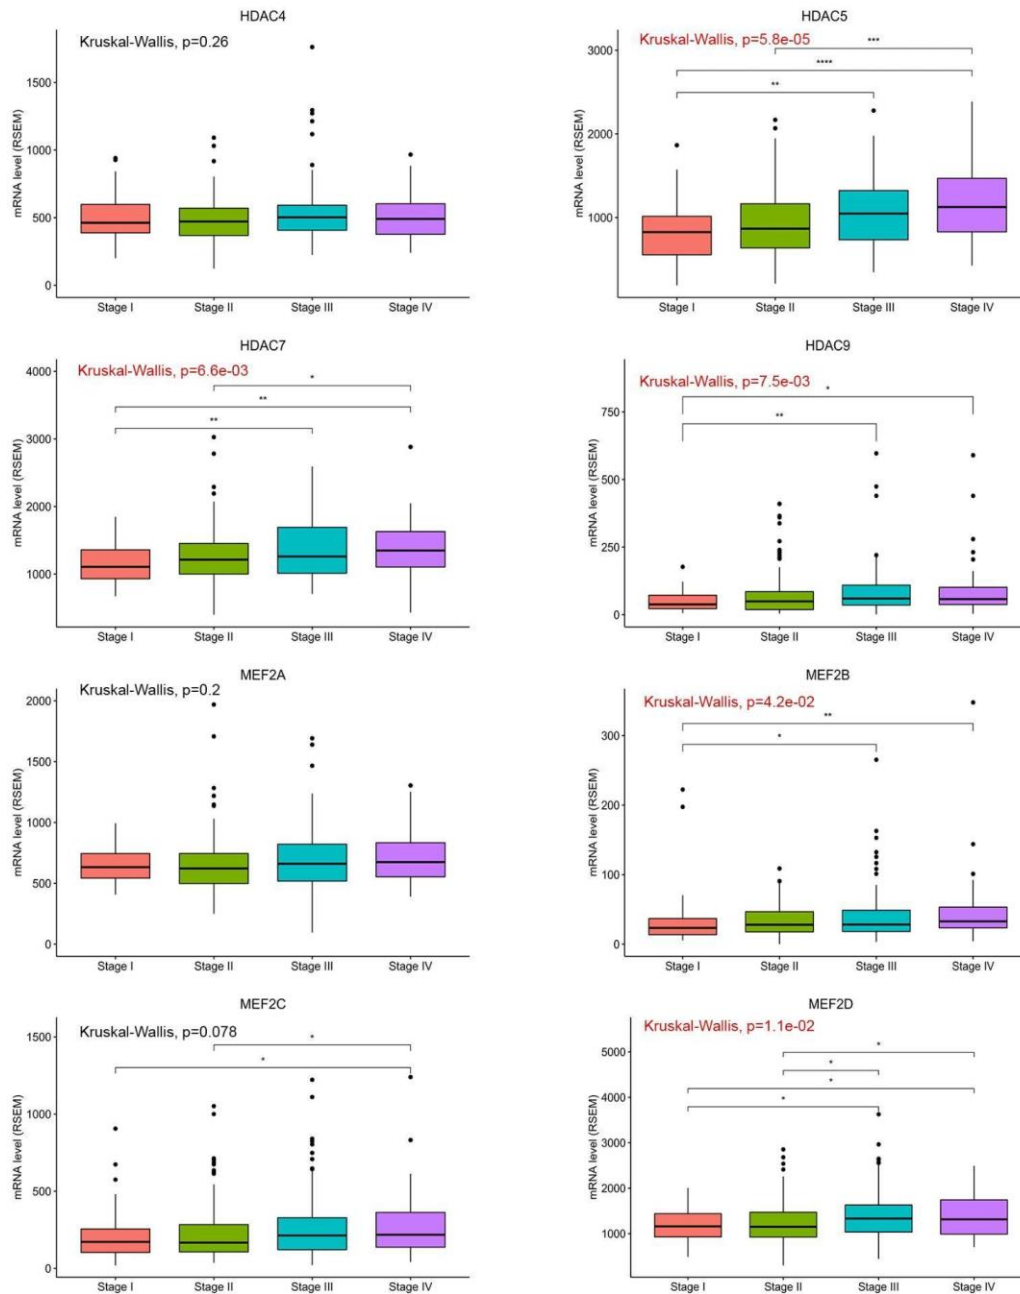 HDAC4
Kruskal-Wallis, p=0.26
mRNA level (RSEM)
1500
1000
500
0
Stage I Stage II Stage III Stage IV
HDAC5
Kruskal-Wallis, p=5.8e-05
***
****
**
mRNA level (RSEM)
3000
2000
1000
0
Stage I Stage II Stage III Stage IV
HDAC7
Kruskal-Wallis, p=6.6e-03
*
**
**
mRNA level (RSEM)
4000
3000
2000
1000
Stage I Stage II Stage III Stage IV
HDAC9
Kruskal-Wallis, p=7.5e-03
*
**
mRNA level (RSEM)
750
500
250
0
Stage I Stage II Stage III Stage IV
MEF2A
Kruskal-Wallis, p=0.2
mRNA level (RSEM)
2000
1500
1000
500
0
Stage I Stage II Stage III Stage IV
MEF2B
Kruskal-Wallis, p=4.2e-02
**
*
mRNA level (RSEM)
300
200
100
0
Stage I Stage II Stage III Stage IV
MEF2C
Kruskal-Wallis, p=0.078
*
*
mRNA level (RSEM)
1500
1000
500
0
Stage I Stage II Stage III Stage IV
MEF2D
Kruskal-Wallis, p=1.1e-02
*
*
*
*
mRNA level (RSEM)
5000
4000
3000
2000
1000
Stage I Stage II Stage III Stage IV